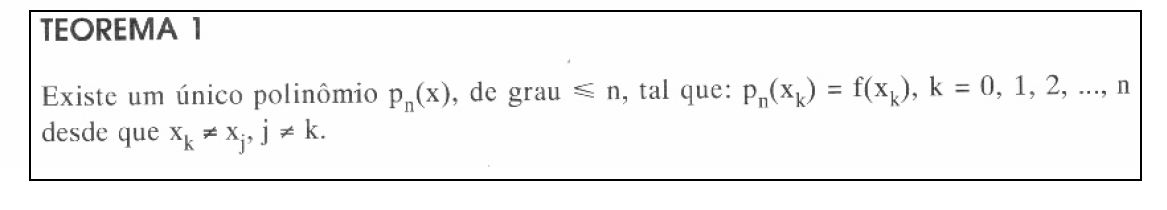 TEOREMA 1
Existe um único polinômio pₙ(x), de grau ≤ n, tal que: pₙ(xₖ) = f(xₖ), k = 0, 1, 2, ..., n
desde que xₖ ≠ xⱼ, j ≠ k.